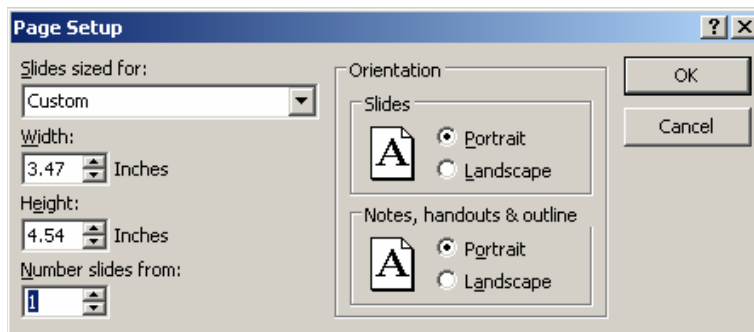 Page Setup
Slides sized for:
Custom
Width:
3.47 Inches
Height:
4.54 Inches
Number slides from:
1
Orientation
Slides
A
Portrait
Landscape
Notes, handouts & outline
A
Portrait
Landscape
OK
Cancel